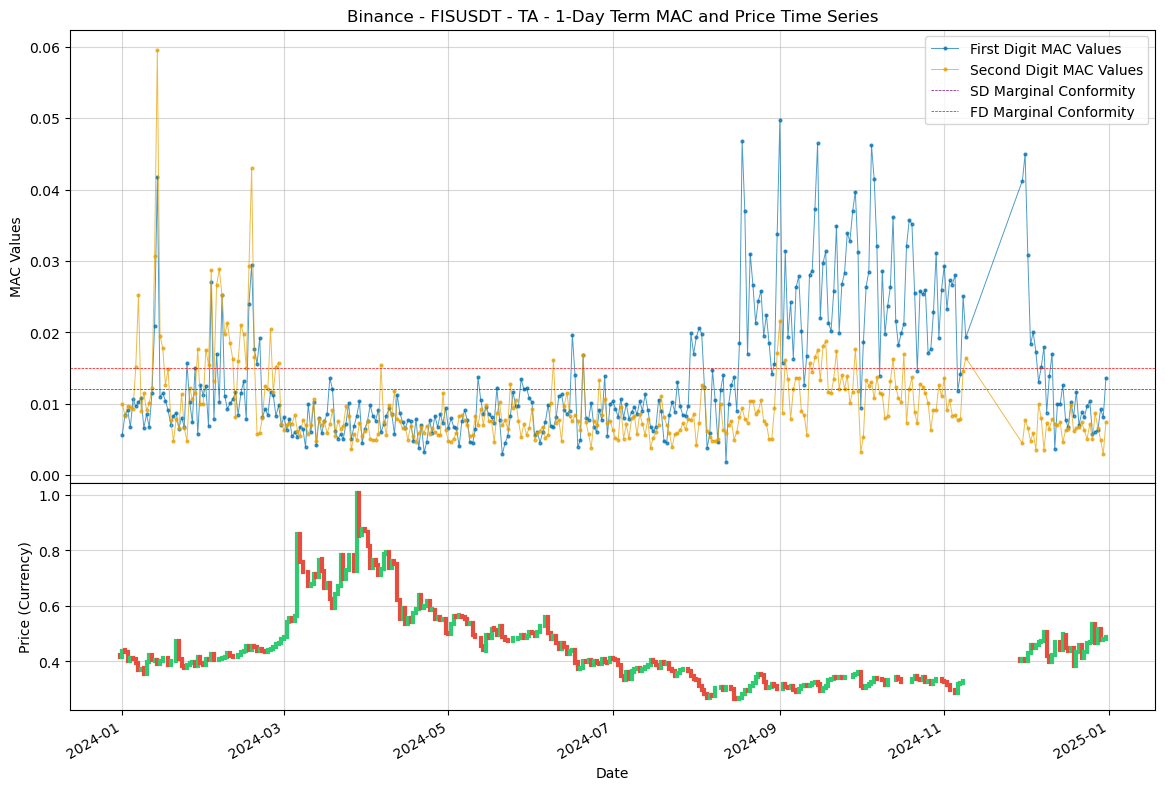 Binance - FISUSDT - TA - 1-Day Term MAC and Price Time Series
First Digit MAC Values
Second Digit MAC Values
SD Marginal Conformity
FD Marginal Conformity
MAC Values
0.06
0.05
0.04
0.03
0.02
0.01
0.00
Price (Currency)
1.0
0.8
0.6
0.4
2024-01
2024-03
2024-05
2024-07
2024-09
2024-11
2025-01
Date